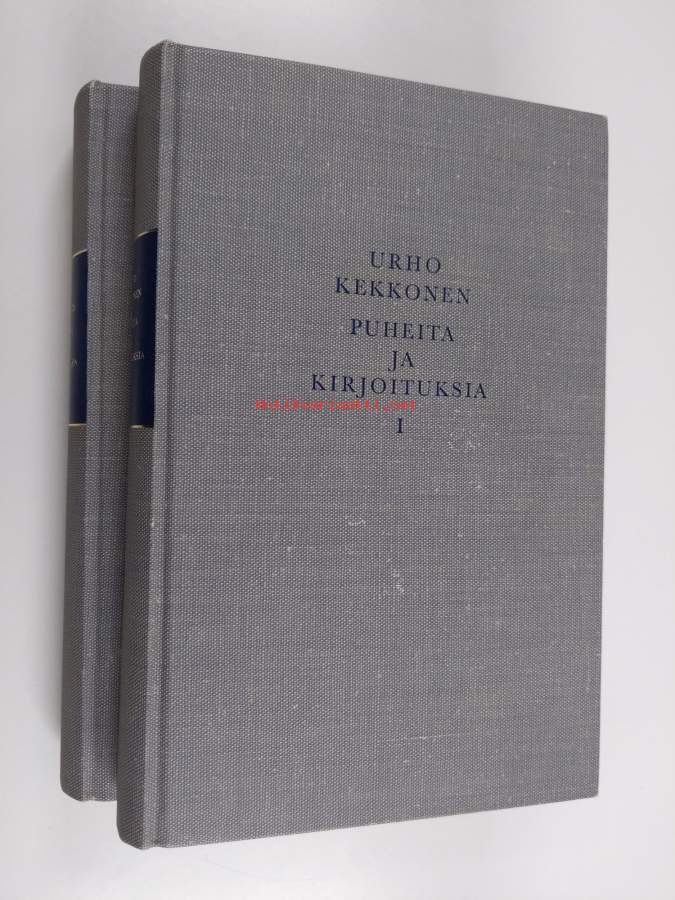 URHO
KEKKONEN
PUHEITA
JA
KIRJOITUKSIA
I